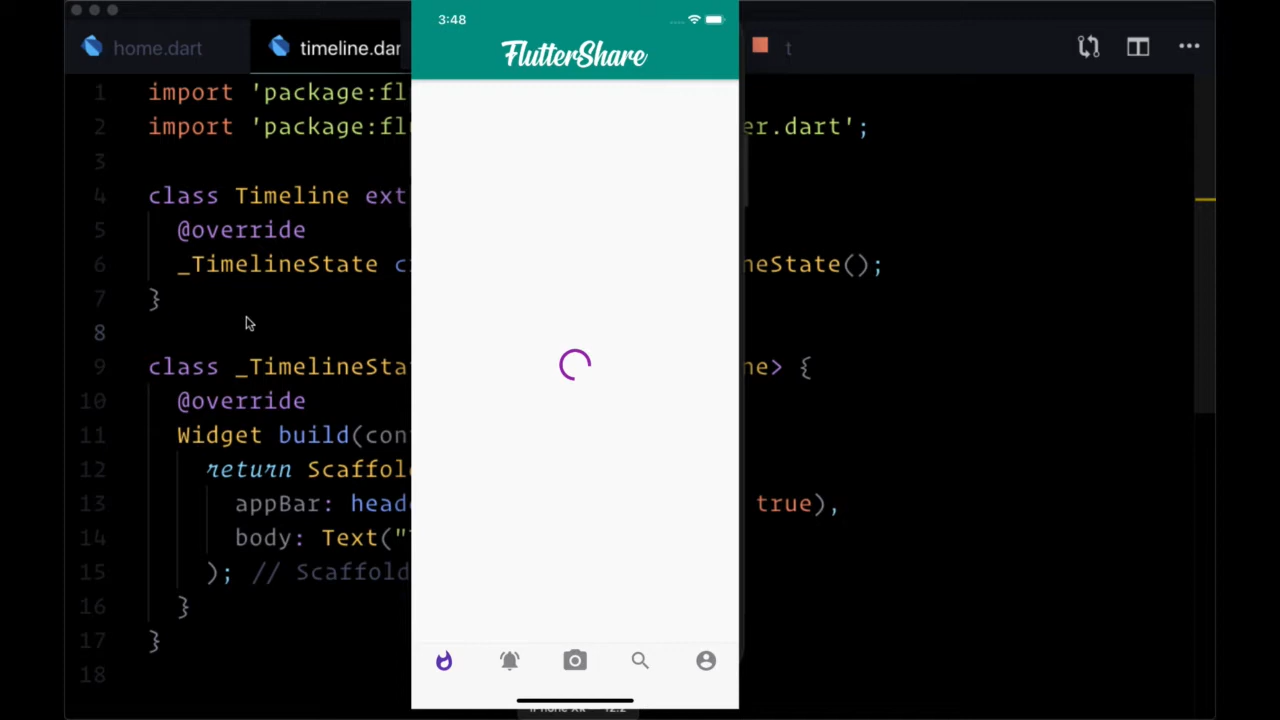 home.dart
timeline.dar
t
3:48
FlutterShare
1 import 'package:fl
2 import 'package:fl er.dart';
3
4 class Timeline ext
5 @override
6 _TimelineState c neState();
7 }
8
9 class _TimelineSta ne> {
10 @override
11 Widget build(con
12 return Scaffol
13 appBar: head true),
14 body: Text("
15 ); // Scaffold
16 }
17 }
18